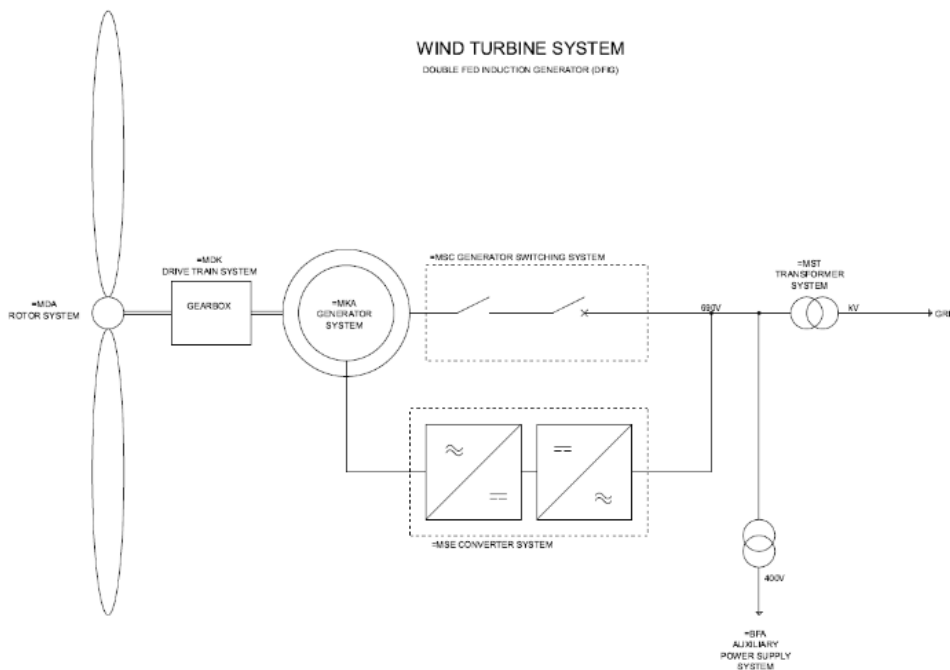 WIND TURBINE SYSTEM
DOUBLE FED INDUCTION GENERATOR (DFIG)
=MDA
ROTOR SYSTEM
=MDK
DRIVE TRAIN SYSTEM
GEARBOX
=MKA
GENERATOR
SYSTEM
=MSC GENERATOR SWITCHING SYSTEM
690V
=MST
TRANSFORMER
SYSTEM
kV
GRI
=MSE CONVERTER SYSTEM
400V
=BFA
AUXILIARY
POWER SUPPLY
SYSTEM